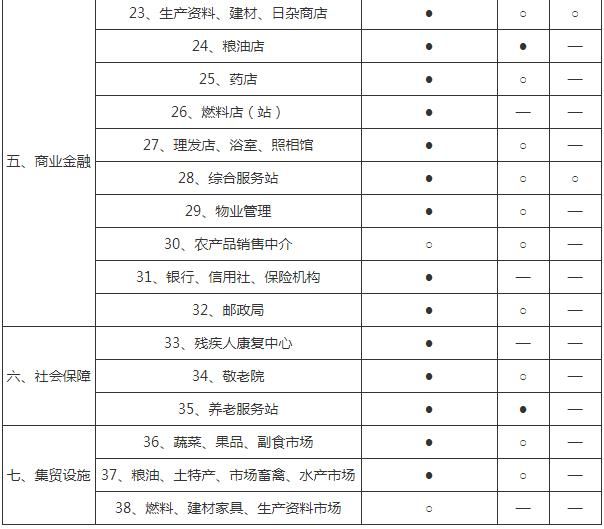 23、生产资料、建材、日杂商店 ● ○ ○
24、粮油店 ● ● —
25、药店 ● ○ —
26、燃料店（站） ● — —
27、理发店、浴室、照相馆 ● ○ —
五、商业金融
28、综合服务站 ● ○ ○
29、物业管理 ● ○ —
30、农产品销售中介 ○ ○ —
31、银行、信用社、保险机构 ● — —
32、邮政局 ● ○ —
33、残疾人康复中心 ● — —
六、社会保障 34、敬老院 ● ○ —
35、养老服务站 ● ● —
36、蔬菜、果品、副食市场 ● ○ —
七、集贸设施 37、粮油、土特产、市场畜禽、水产市场 ● ○ —
38、燃料、建材家具、生产资料市场 ○ — —